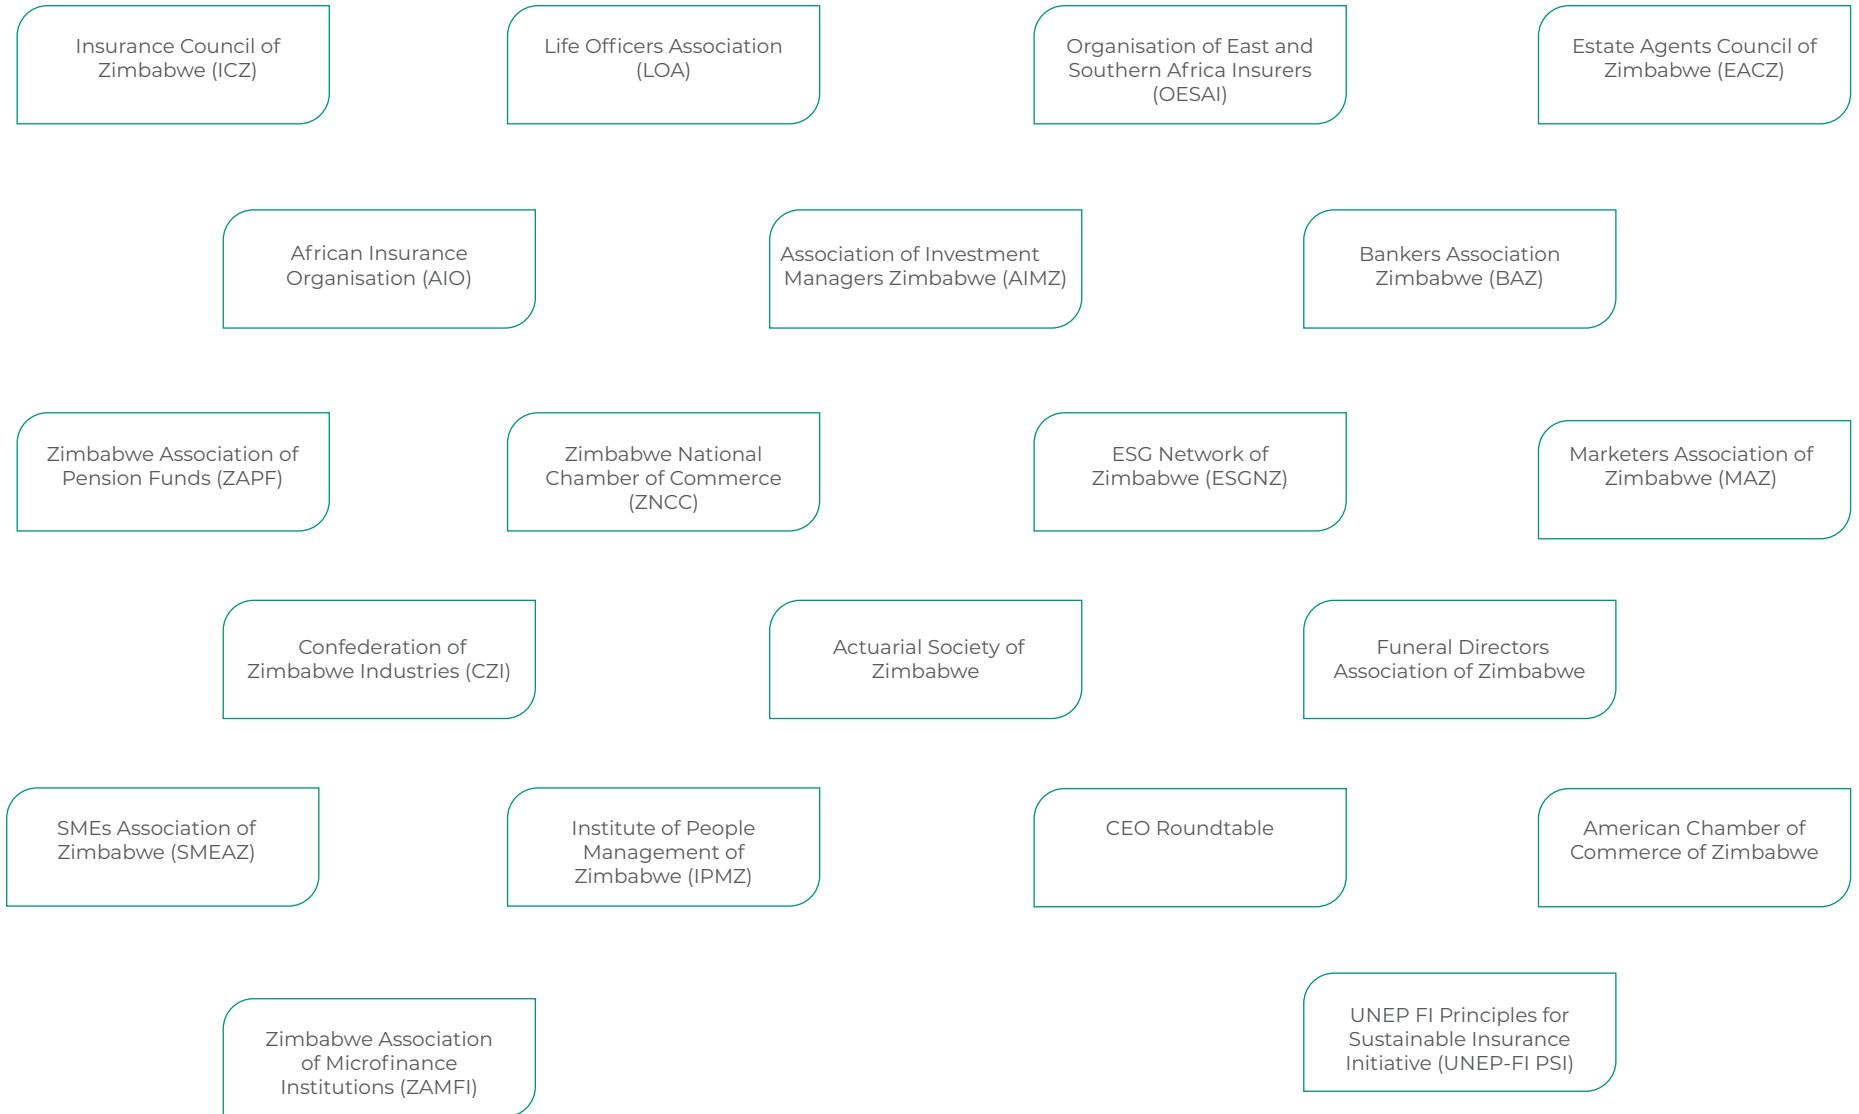 Insurance Council of
Zimbabwe (ICZ)
Life Officers Association
(LOA)
Organisation of East and
Southern Africa Insurers
(OESAI)
Estate Agents Council of
Zimbabwe (EACZ)
African Insurance
Organisation (AIO)
Association of Investment
Managers Zimbabwe (AIMZ)
Bankers Association
Zimbabwe (BAZ)
Zimbabwe Association of
Pension Funds (ZAPF)
Zimbabwe National
Chamber of Commerce
(ZNCC)
ESG Network of
Zimbabwe (ESGNZ)
Marketers Association of
Zimbabwe (MAZ)
Confederation of
Zimbabwe Industries (CZI)
Actuarial Society of
Zimbabwe
Funeral Directors
Association of Zimbabwe
SMEs Association of
Zimbabwe (SMEAZ)
Institute of People
Management of
Zimbabwe (IPMZ)
CEO Roundtable
American Chamber of
Commerce of Zimbabwe
Zimbabwe Association
of Microfinance
Institutions (ZAMFI)
UNEP FI Principles for
Sustainable Insurance
Initiative (UNEP-FI PSI)